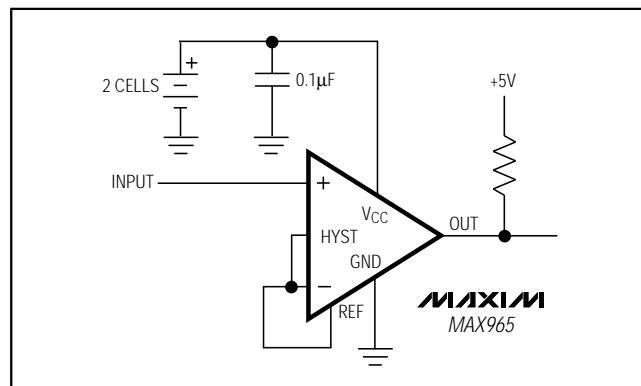 +
2 CELLS
0.1μF
+5V
INPUT
+
VCC
OUT
HYST
GND
−
REF
MAXIM
MAX965